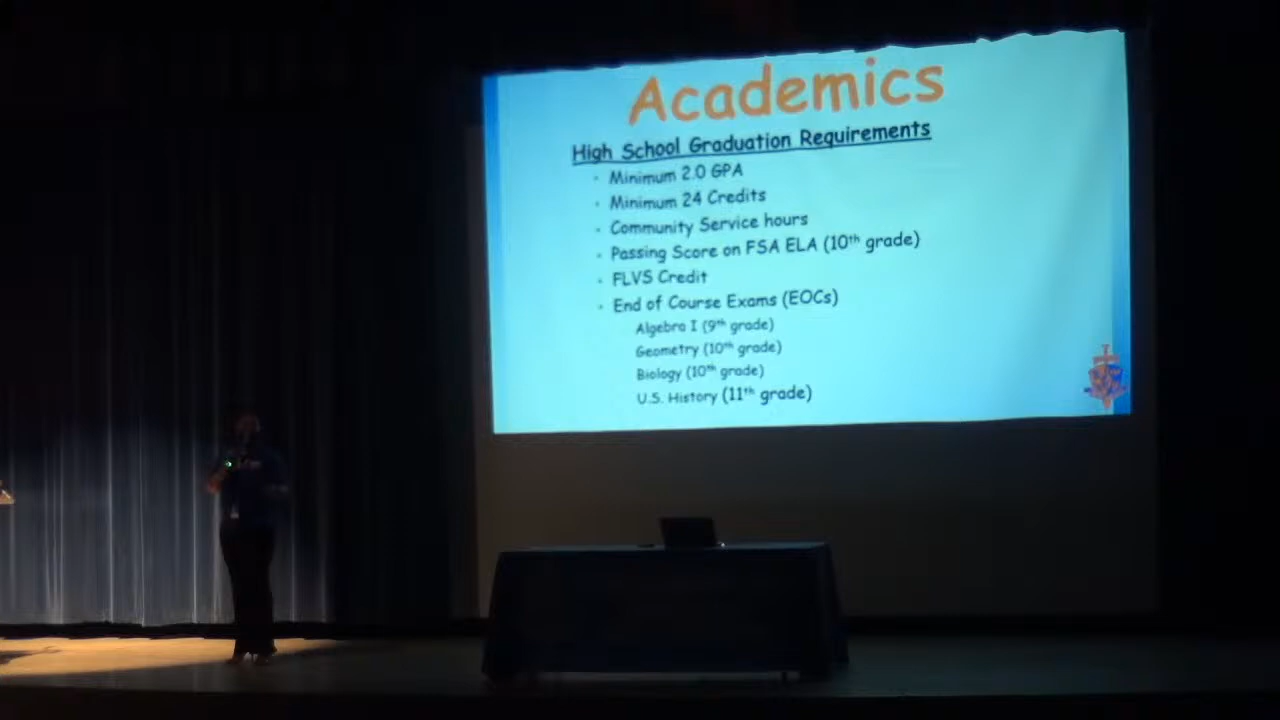 Academics
High School Graduation Requirements
· Minimum 2.0 GPA
· Minimum 24 Credits
· Community Service hours
· Passing Score on FSA ELA (10th grade)
· FLVS Credit
· End of Course Exams (EOCs)
Algebra I (9th grade)
Geometry (10th grade)
Biology (10th grade)
U.S. History (11th grade)